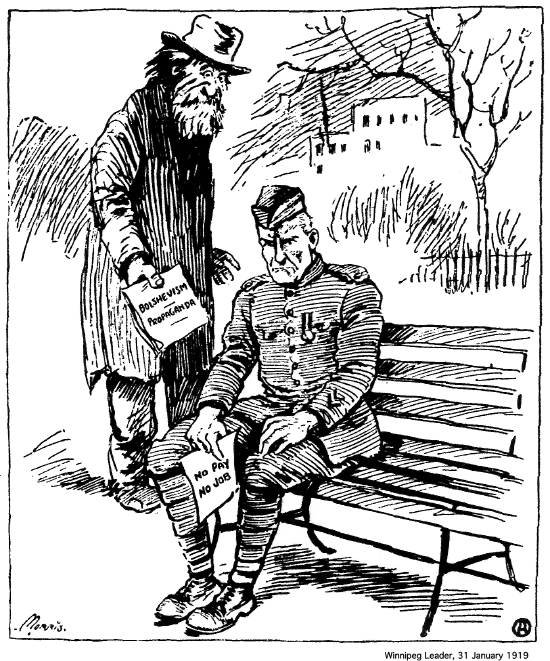 BOLSHEVISM
PROPAGANDA
NO PAY
NO JOB
Morris.
Winnipeg Leader, 31 January 1919